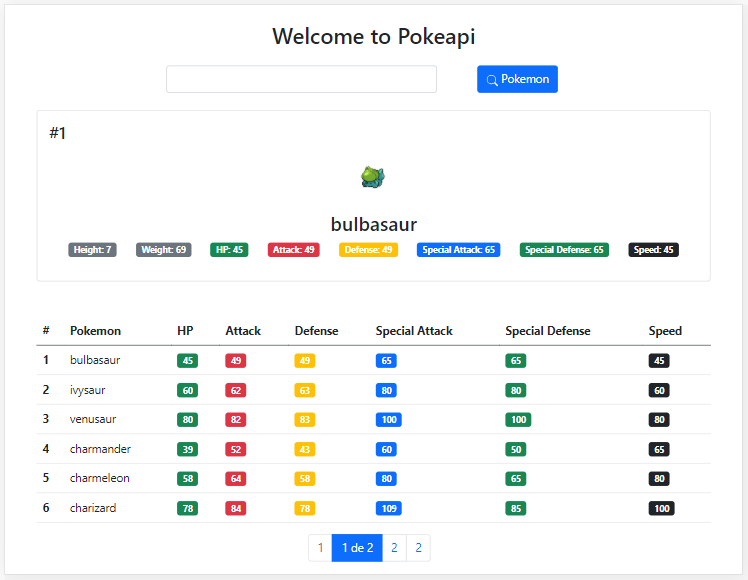 Welcome to Pokeapi
Pokemon
#1
bulbasaur
Height: 7 Weight: 69 HP: 45 Attack: 49 Defense: 49 Special Attack: 65 Special Defense: 65 Speed: 45
# Pokemon HP Attack Defense Special Attack Special Defense Speed
1 bulbasaur 45 49 49 65 65 45
2 ivysaur 60 62 63 80 80 60
3 venusaur 80 82 83 100 100 80
4 charmander 39 52 43 60 50 65
5 charmeleon 58 64 58 80 65 80
6 charizard 78 84 78 109 85 100
1 1 de 2 2 2